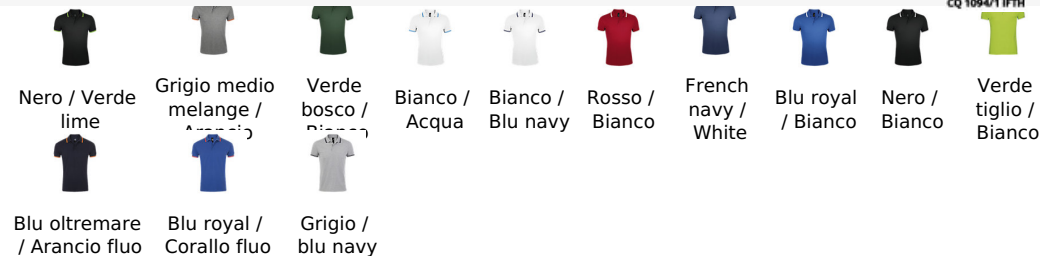 CQ 1094/1 IFTH
Nero / Verde
lime
Grigio medio
melange /
Arancio
Verde
bosco /
Bianco
Bianco /
Acqua
Bianco /
Blu navy
Rosso /
Bianco
French
navy /
White
Blu royal
/ Bianco
Nero /
Bianco
Verde
tiglio /
Bianco
Blu oltremare
/ Arancio fluo
Blu royal /
Corallo fluo
Grigio /
blu navy